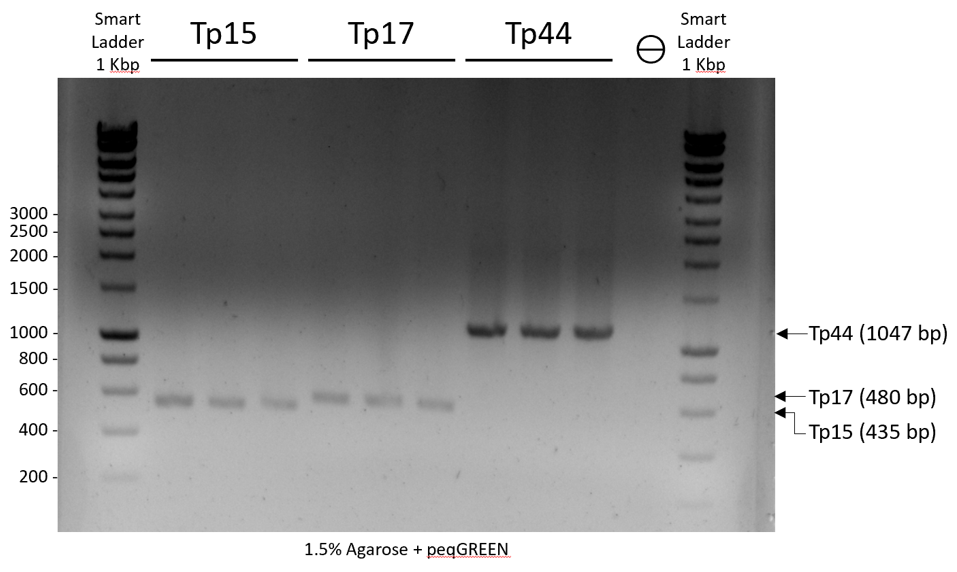 Smart
Ladder
1 Kbp
Tp15
Tp17
Tp44
⊖
Smart
Ladder
1 Kbp
3000 -
2500 -
2000 -
1500 -
1000 -
800 -
600 -
400 -
200 -
Tp44 (1047 bp)
Tp17 (480 bp)
Tp15 (435 bp)
1.5% Agarose + peqGREEN